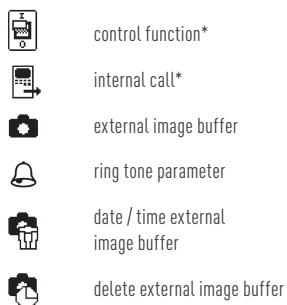 I
O
control function*
internal call*
external image buffer
ring tone parameter
date / time external
image buffer
delete external image buffer